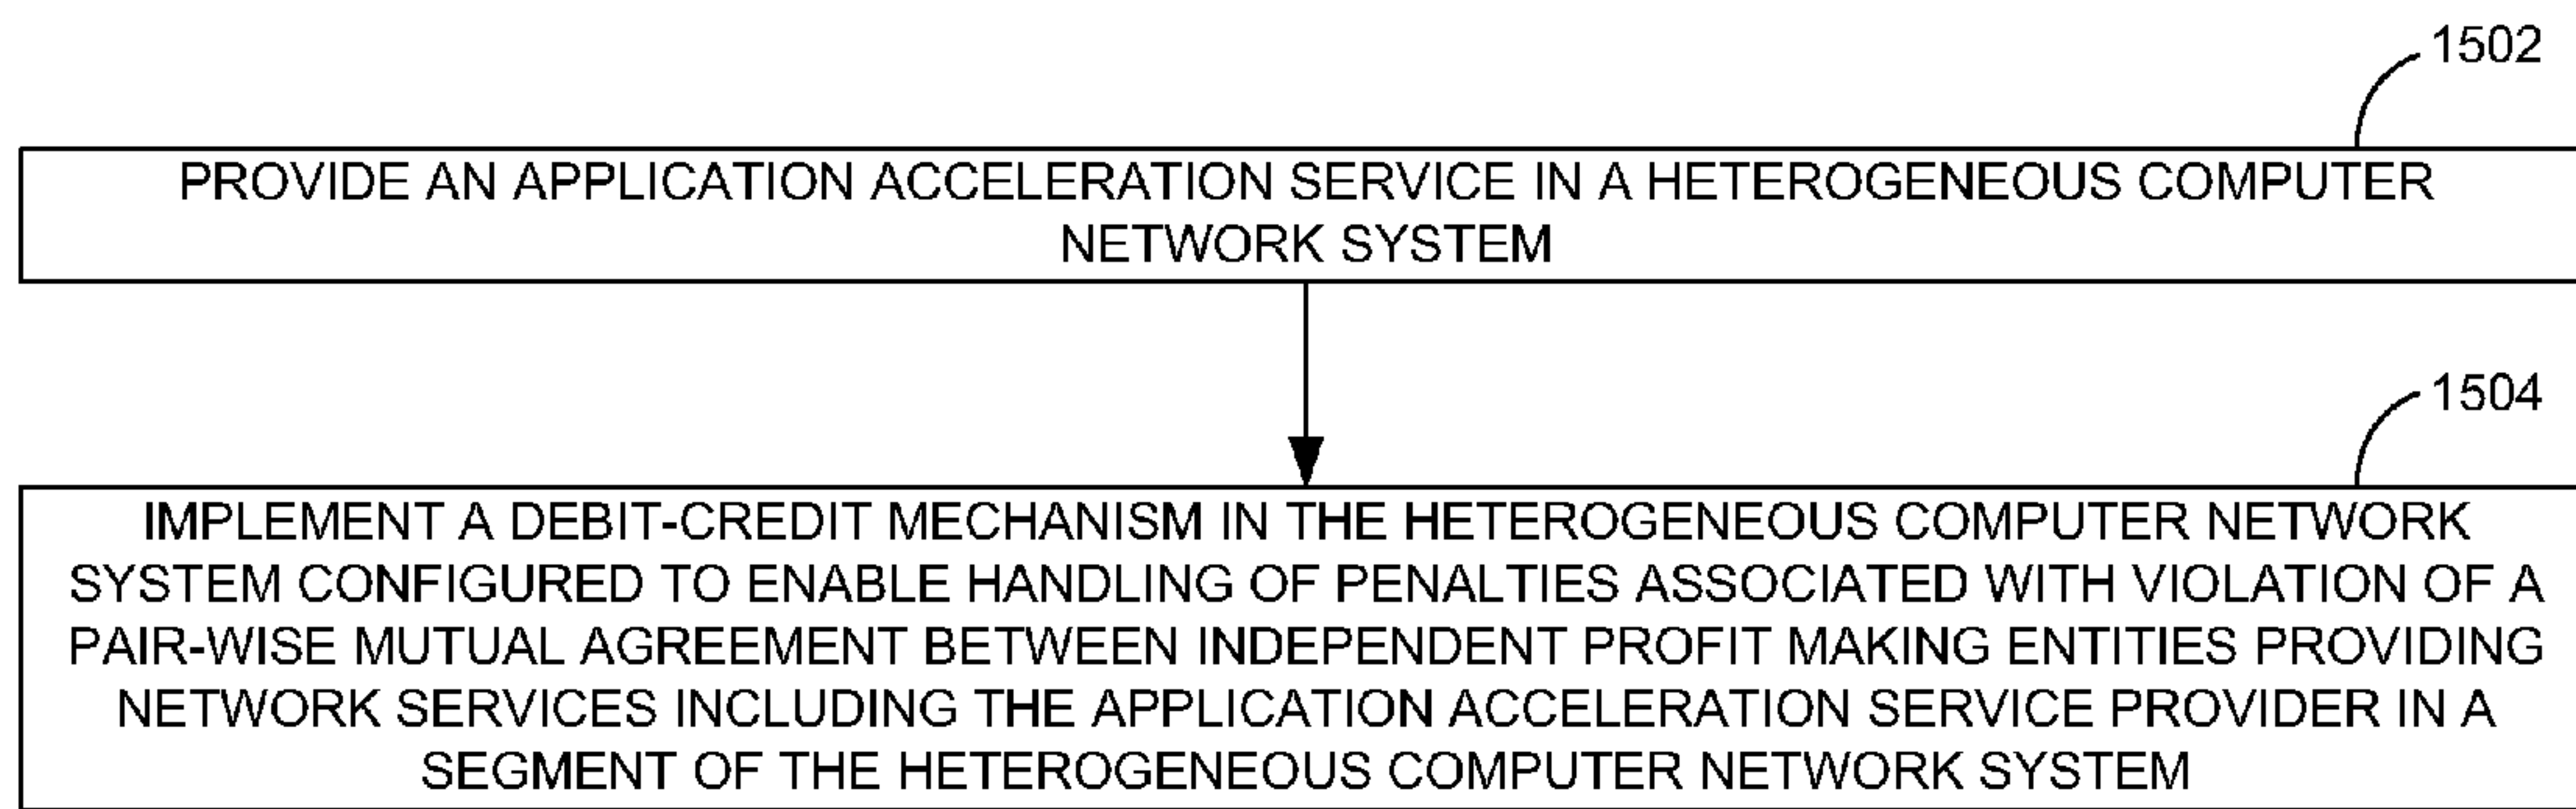 1502
PROVIDE AN APPLICATION ACCELERATION SERVICE IN A HETEROGENEOUS COMPUTER
NETWORK SYSTEM
1504
IMPLEMENT A DEBIT-CREDIT MECHANISM IN THE HETEROGENEOUS COMPUTER NETWORK
SYSTEM CONFIGURED TO ENABLE HANDLING OF PENALTIES ASSOCIATED WITH VIOLATION OF A
PAIR-WISE MUTUAL AGREEMENT BETWEEN INDEPENDENT PROFIT MAKING ENTITIES PROVIDING
NETWORK SERVICES INCLUDING THE APPLICATION ACCELERATION SERVICE PROVIDER IN A
SEGMENT OF THE HETEROGENEOUS COMPUTER NETWORK SYSTEM